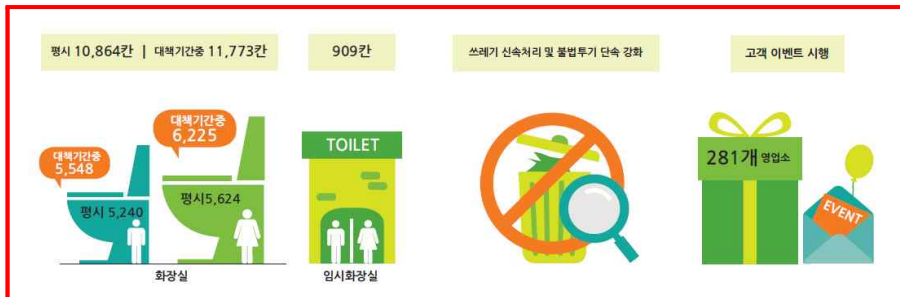 평시 10,864칸 | 대책기간중 11,773칸
909칸
쓰레기 신속처리 및 불법투기 단속 강화
고객 이벤트 시행
대책기간중
5,548
대책기간중
6,225
평시 5,240
평시5,624
화장실
TOILET
임시화장실
281개 영업소
EVENT